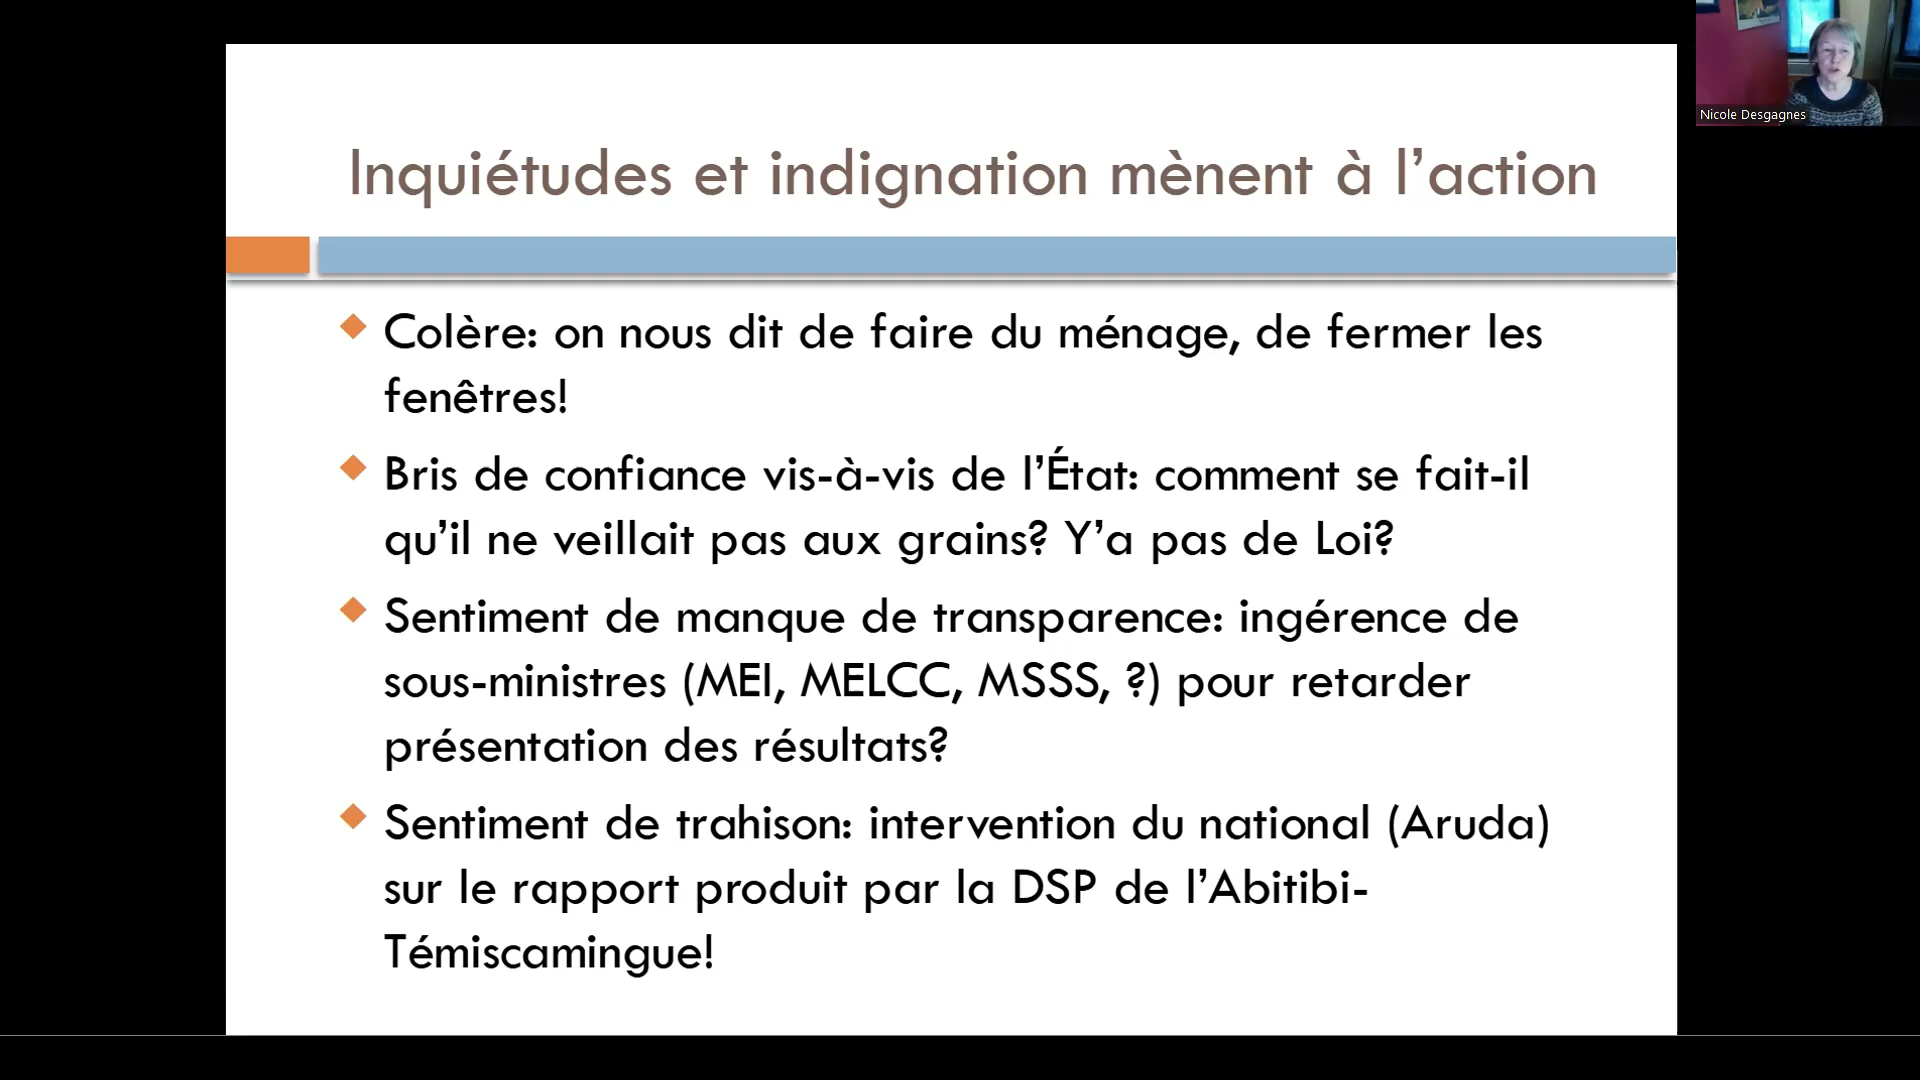 Nicole Desgagnes
Inquiétudes et indignation mènent à l’action
Colère: on nous dit de faire du ménage, de fermer les
fenêtres!
Bris de confiance vis-à-vis de l’État: comment se fait-il
qu’il ne veillait pas aux grains? Y’a pas de Loi?
Sentiment de manque de transparence: ingérence de
sous-ministres (MEI, MELCC, MSSS, ?) pour retarder
présentation des résultats?
Sentiment de trahison: intervention du national (Aruda)
sur le rapport produit par la DSP de l’Abitibi-
Témiscamingue!